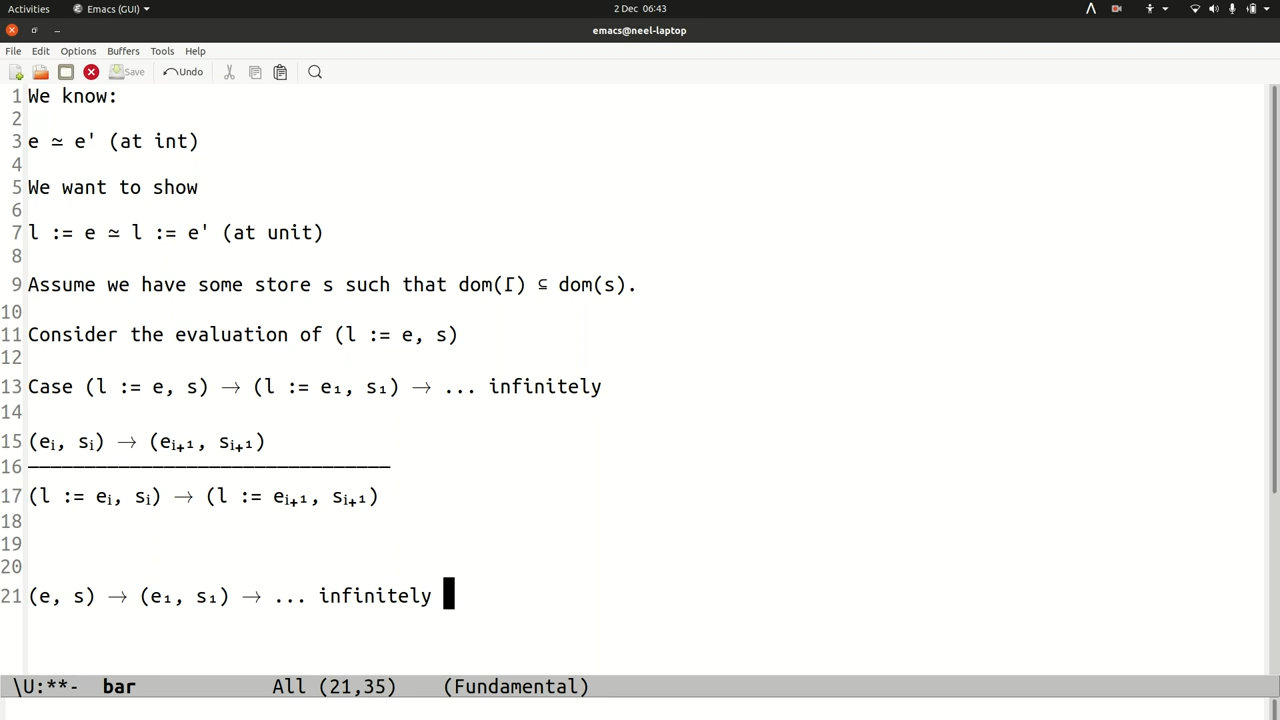 Activities Emacs (GUI) 2 Dec 06:43
emacs@neel-laptop
File Edit Options Buffers Tools Help
Save Undo
1 We know:
2
3 e ≃ e' (at int)
4
5 We want to show
6
7 l := e ≃ l := e' (at unit)
8
9 Assume we have some store s such that dom(Γ) ⊆ dom(s).
10
11 Consider the evaluation of (l := e, s)
12
13 Case (l := e, s) → (l := e₁, s₁) → ... infinitely
14
15 (eᵢ, sᵢ) → (eᵢ₊₁, sᵢ₊₁)
16 ─────────────────────────────────
17 (l := eᵢ, sᵢ) → (l := eᵢ₊₁, sᵢ₊₁)
18
19
20
21 (e, s) → (e₁, s₁) → ... infinitely
\U:**- bar All (21,35) (Fundamental)